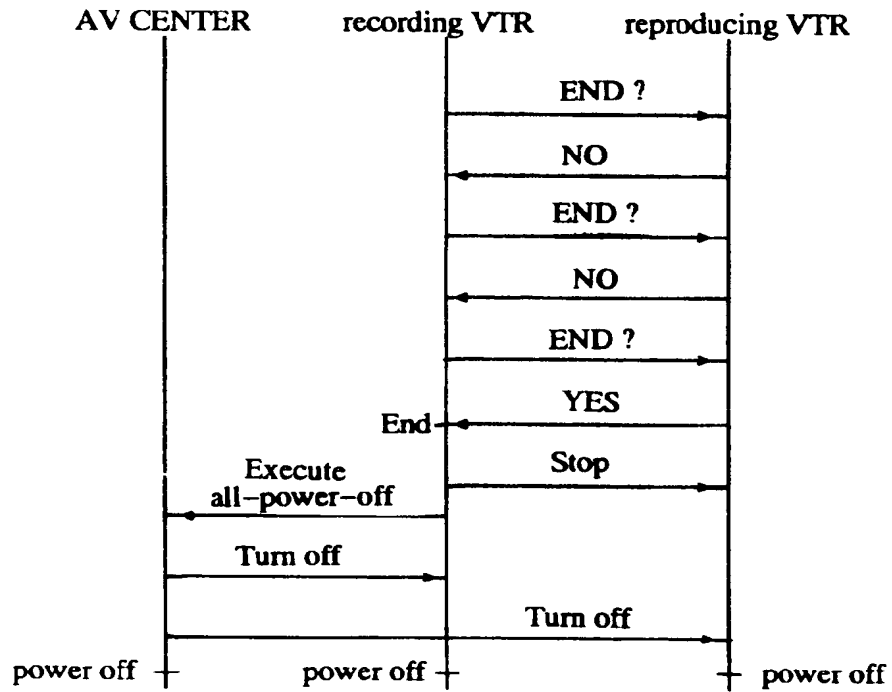 AV CENTER recording VTR reproducing VTR
END ?
NO
END ?
NO
END ?
YES
End
Stop
Execute
all-power-off
Turn off
Turn off
power off power off power off